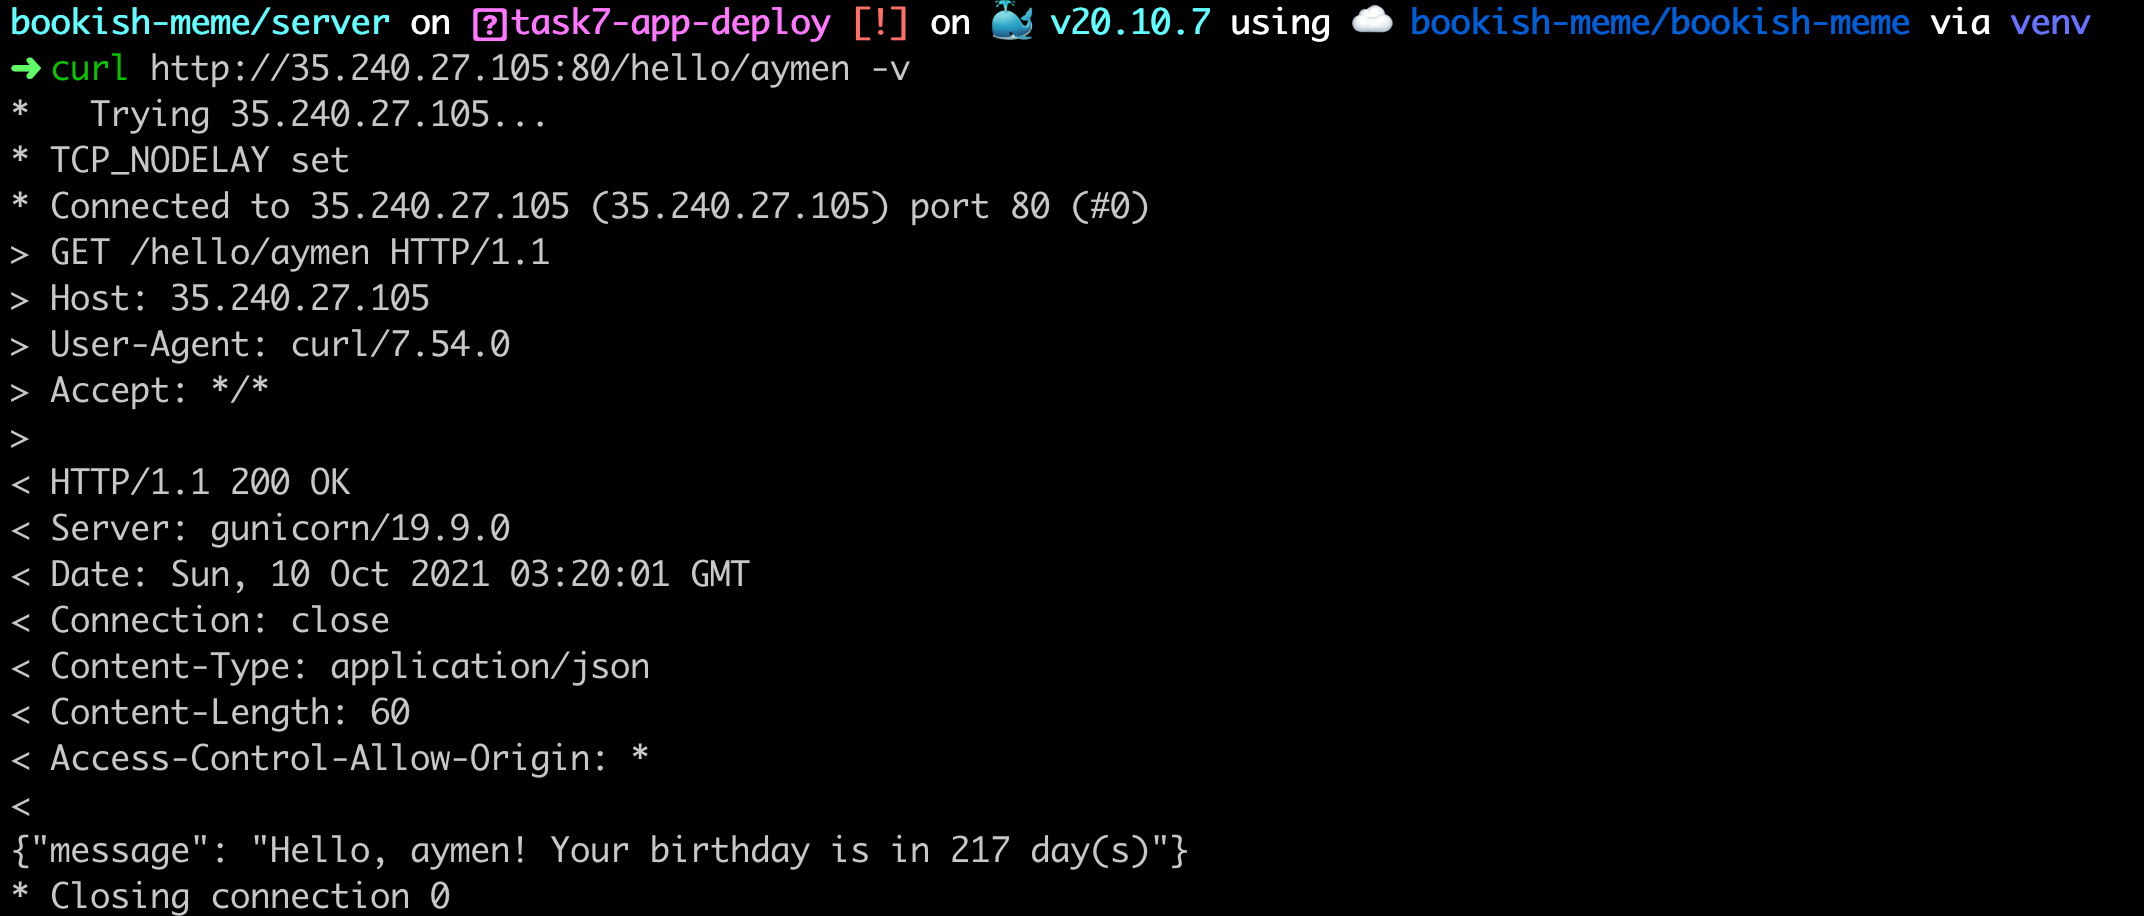 bookish-meme/server on task7-app-deploy [!] on v20.10.7 using bookish-meme/bookish-meme via venv
➜ curl http://35.240.27.105:80/hello/aymen -v
*   Trying 35.240.27.105...
* TCP_NODELAY set
* Connected to 35.240.27.105 (35.240.27.105) port 80 (#0)
> GET /hello/aymen HTTP/1.1
> Host: 35.240.27.105
> User-Agent: curl/7.54.0
> Accept: */*
>
< HTTP/1.1 200 OK
< Server: gunicorn/19.9.0
< Date: Sun, 10 Oct 2021 03:20:01 GMT
< Connection: close
< Content-Type: application/json
< Content-Length: 60
< Access-Control-Allow-Origin: *
<
{"message": "Hello, aymen! Your birthday is in 217 day(s)"}
* Closing connection 0